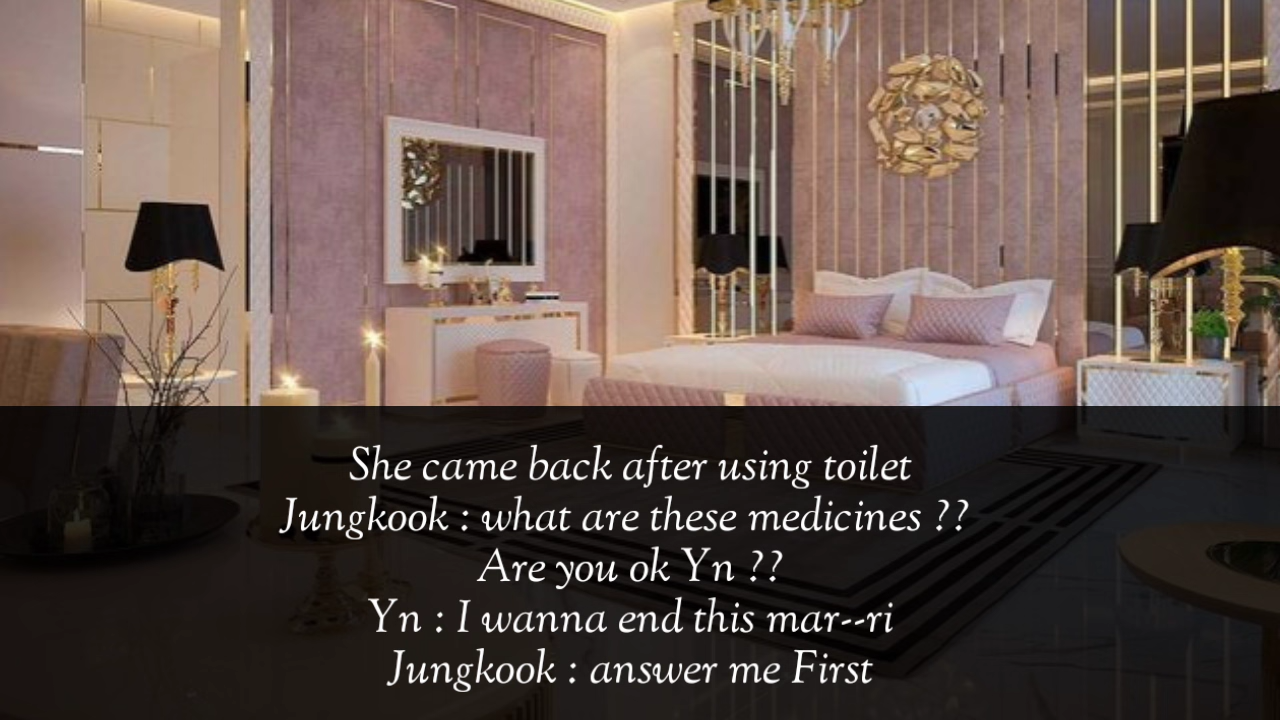 She came back after using toilet
Jungkook : what are these medicines ??
Are you ok Yn ??
Yn : I wanna end this mar--ri
Jungkook : answer me First